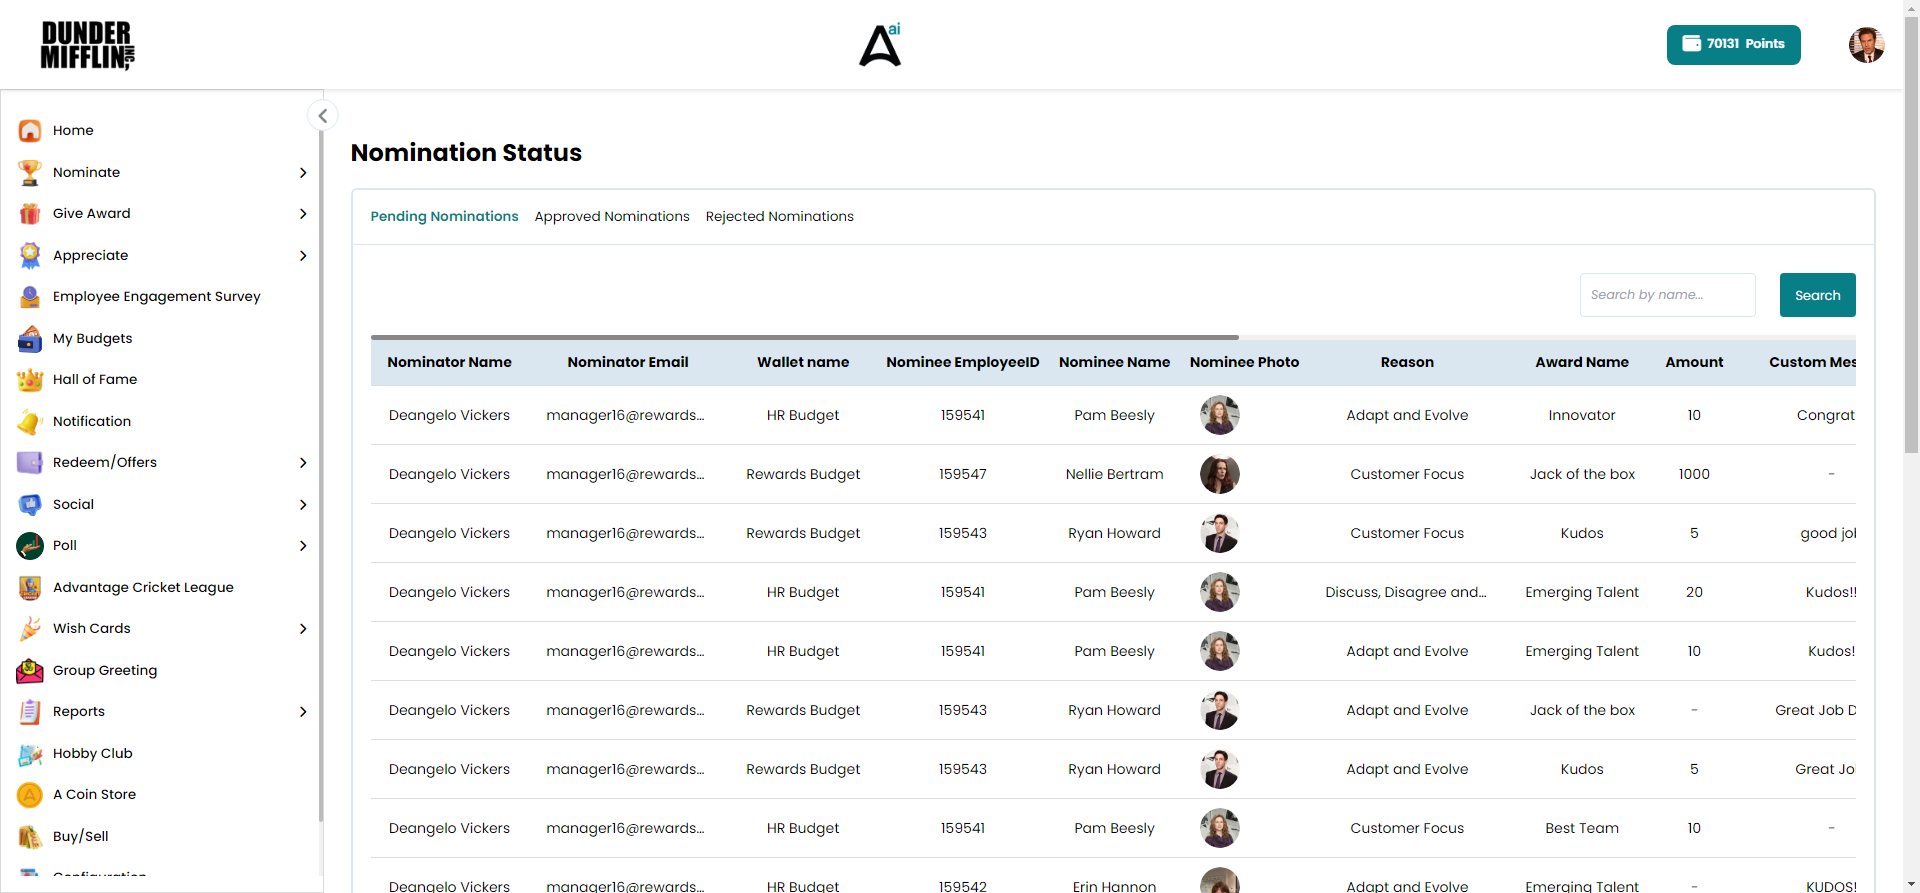 DUNDER
MIFFLIN INC,
ai
70131 Points
Home
Nominate
Give Award
Appreciate
Employee Engagement Survey
My Budgets
Hall of Fame
Notification
Redeem/Offers
Social
Poll
Advantage Cricket League
Wish Cards
Group Greeting
Reports
Hobby Club
A Coin Store
Buy/Sell
Configuration
Nomination Status
Pending Nominations Approved Nominations Rejected Nominations
Search by name... Search
Nominator Name Nominator Email Wallet name Nominee EmployeeID Nominee Name Nominee Photo Reason Award Name Amount Custom Mes
Deangelo Vickers manager16@rewards... HR Budget 159541 Pam Beesly Adapt and Evolve Innovator 10 Congrat
Deangelo Vickers manager16@rewards... Rewards Budget 159547 Nellie Bertram Customer Focus Jack of the box 1000 -
Deangelo Vickers manager16@rewards... Rewards Budget 159543 Ryan Howard Customer Focus Kudos 5 good jo
Deangelo Vickers manager16@rewards... HR Budget 159541 Pam Beesly Discuss, Disagree and... Emerging Talent 20 Kudos!!
Deangelo Vickers manager16@rewards... HR Budget 159541 Pam Beesly Adapt and Evolve Emerging Talent 10 Kudos!
Deangelo Vickers manager16@rewards... Rewards Budget 159543 Ryan Howard Adapt and Evolve Jack of the box - Great Job D
Deangelo Vickers manager16@rewards... Rewards Budget 159543 Ryan Howard Adapt and Evolve Kudos 5 Great Jo
Deangelo Vickers manager16@rewards... HR Budget 159541 Pam Beesly Customer Focus Best Team 10 -
Deangelo Vickers manager16@rewards... HR Budget 159542 Erin Hannon Adapt and Evolve Emerging Talent - KUDOS!